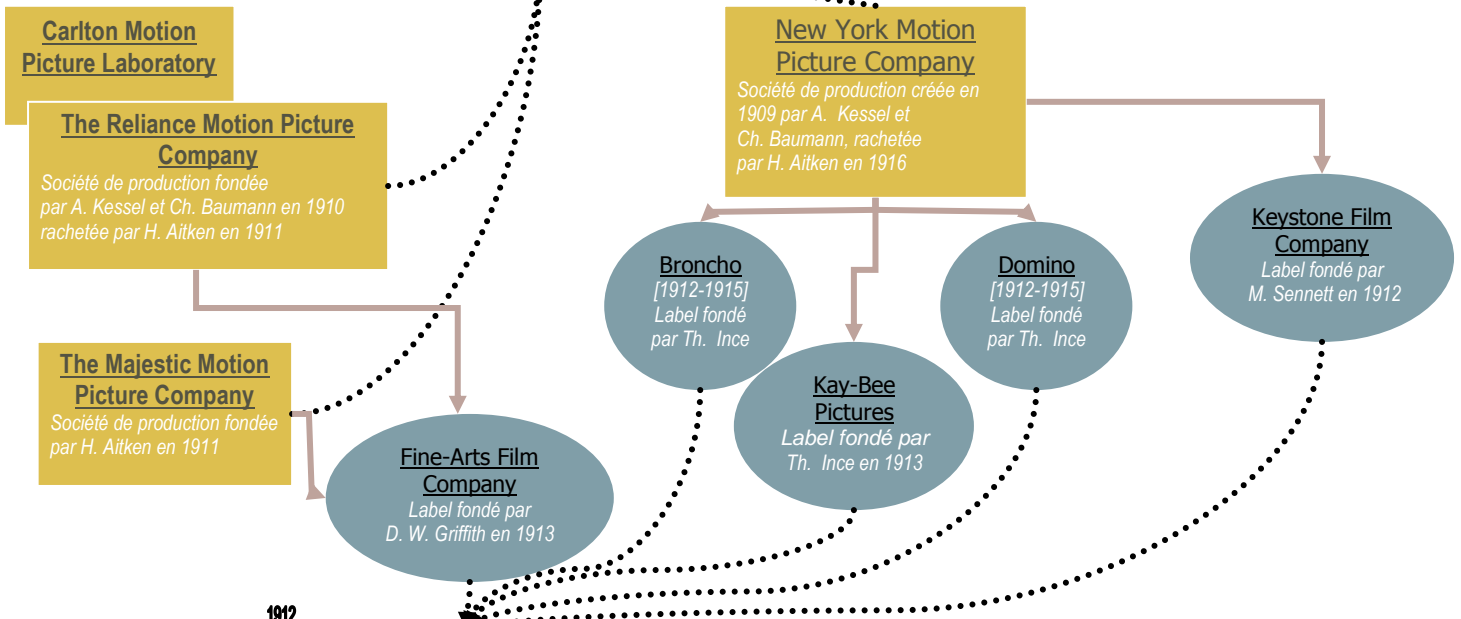 Carlton Motion
Picture Laboratory
The Reliance Motion Picture
Company
Société de production fondée
par A. Kessel et Ch. Baumann en 1910
rachetée par H. Aitken en 1911
The Majestic Motion
Picture Company
Société de production fondée
par H. Aitken en 1911
Fine-Arts Film
Company
Label fondé par
D. W. Griffith en 1913
New York Motion
Picture Company
Société de production créée en
1909 par A. Kessel et
Ch. Baumann, rachetée
par H. Aitken en 1916
Broncho
[1912-1915]
Label fondé
par Th. Ince
Kay-Bee
Pictures
Label fondé par
Th. Ince en 1913
Domino
[1912-1915]
Label fondé
par Th. Ince
Keystone Film
Company
Label fondé par
M. Sennett en 1912
1912